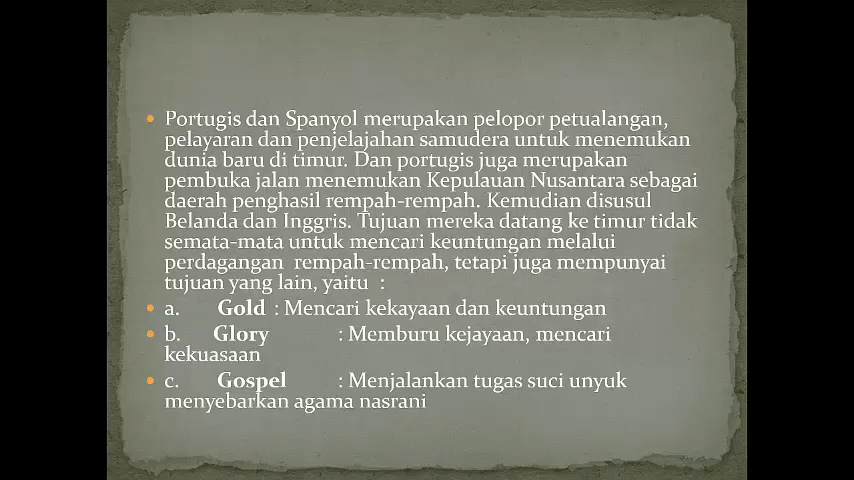 Portugis dan Spanyol merupakan pelopor petualangan,
pelayaran dan penjelajahan samudera untuk menemukan
dunia baru di timur. Dan portugis juga merupakan
pembuka jalan menemukan Kepulauan Nusantara sebagai
daerah penghasil rempah-rempah. Kemudian disusul
Belanda dan Inggris. Tujuan mereka datang ke timur tidak
semata-mata untuk mencari keuntungan melalui
perdagangan rempah-rempah, tetapi juga mempunyai
tujuan yang lain, yaitu :
a. Gold : Mencari kekayaan dan keuntungan
b. Glory : Memburu kejayaan, mencari
kekuasaan
c. Gospel : Menjalankan tugas suci unyuk
menyebarkan agama nasrani